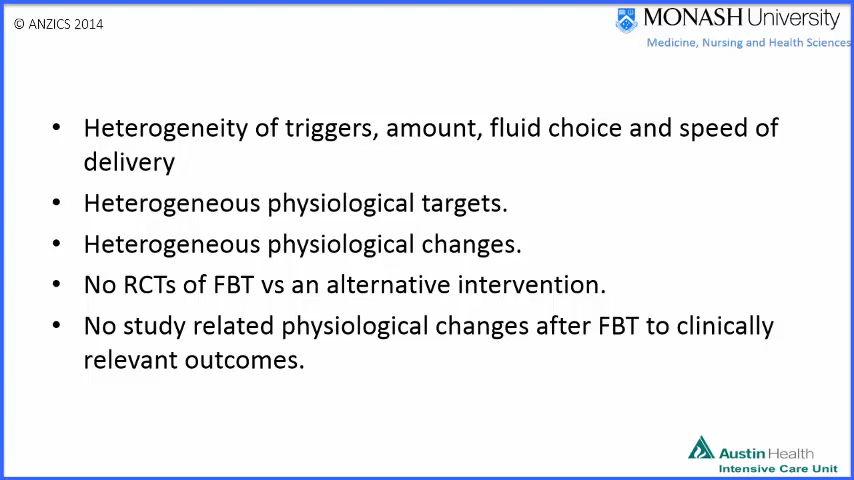 © ANZICS 2014
MONASH University
Medicine, Nursing and Health Sciences
• Heterogeneity of triggers, amount, fluid choice and speed of
delivery
• Heterogeneous physiological targets.
• Heterogeneous physiological changes.
• No RCTs of FBT vs an alternative intervention.
• No study related physiological changes after FBT to clinically
relevant outcomes.
Austin Health
Intensive Care Unit